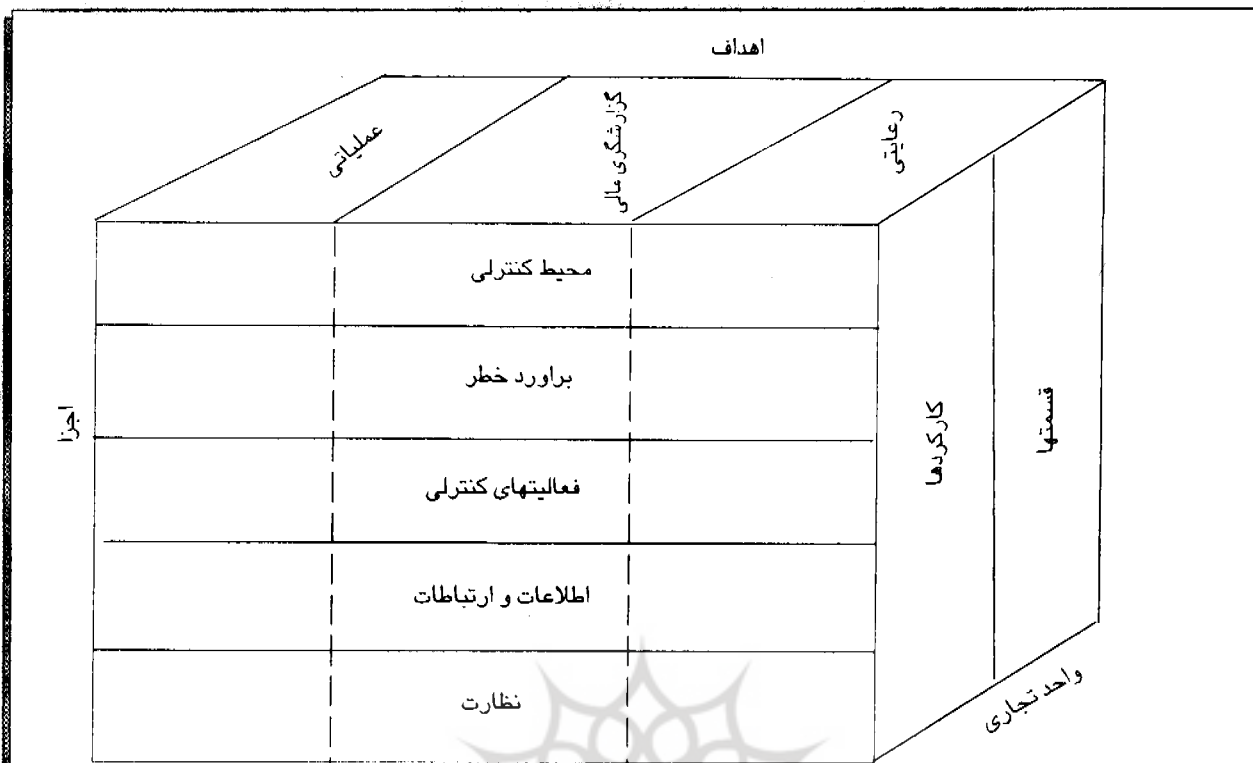 اهداف
عملیاتی
گزارشگری مالی
رعایتی
محیط کنترلی
براورد خطر
فعالیتهای کنترلی
اطلاعات و ارتباطات
نظارت
اجزا
کارکردها
قسمتها
واحد تجاری